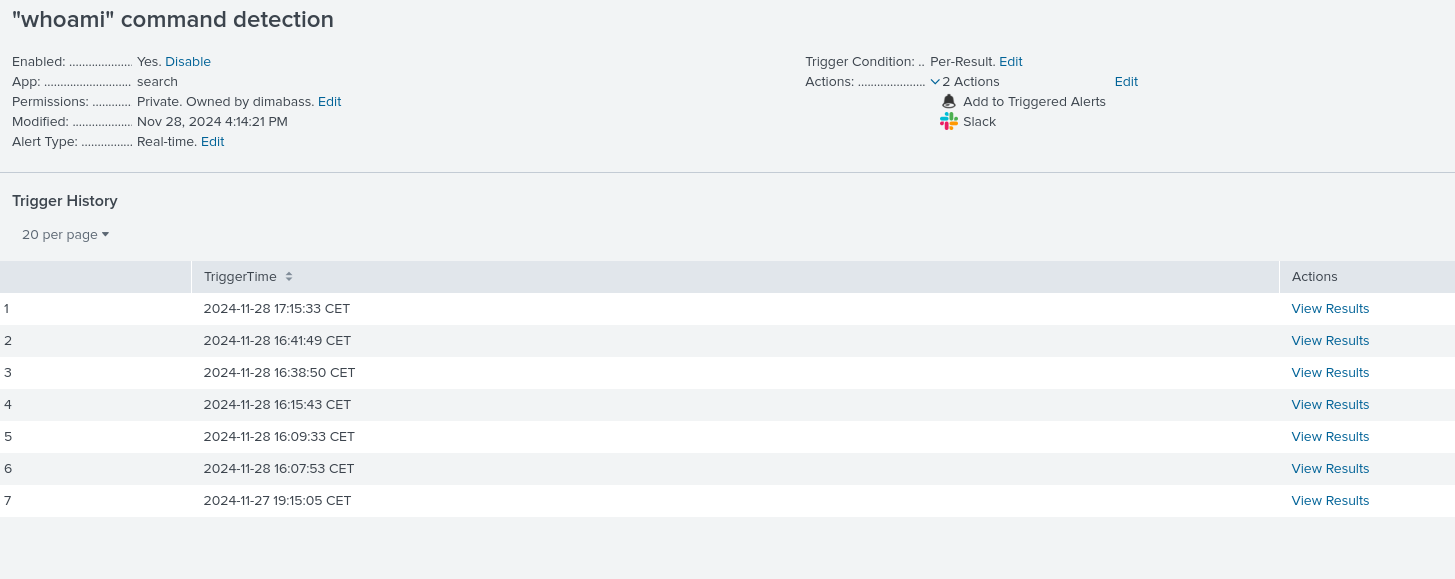 "whoami" command detection
Enabled: ................... Yes. Disable
App: .......................... search
Permissions: ............ Private. Owned by dimabass. Edit
Modified: .................. Nov 28, 2024 4:14:21 PM
Alert Type: ................ Real-time. Edit
Trigger Condition: .. Per-Result. Edit
Actions: ..................... 2 Actions Edit
Add to Triggered Alerts
Slack
Trigger History
20 per page
TriggerTime Actions
1 2024-11-28 17:15:33 CET View Results
2 2024-11-28 16:41:49 CET View Results
3 2024-11-28 16:38:50 CET View Results
4 2024-11-28 16:15:43 CET View Results
5 2024-11-28 16:09:33 CET View Results
6 2024-11-28 16:07:53 CET View Results
7 2024-11-27 19:15:05 CET View Results